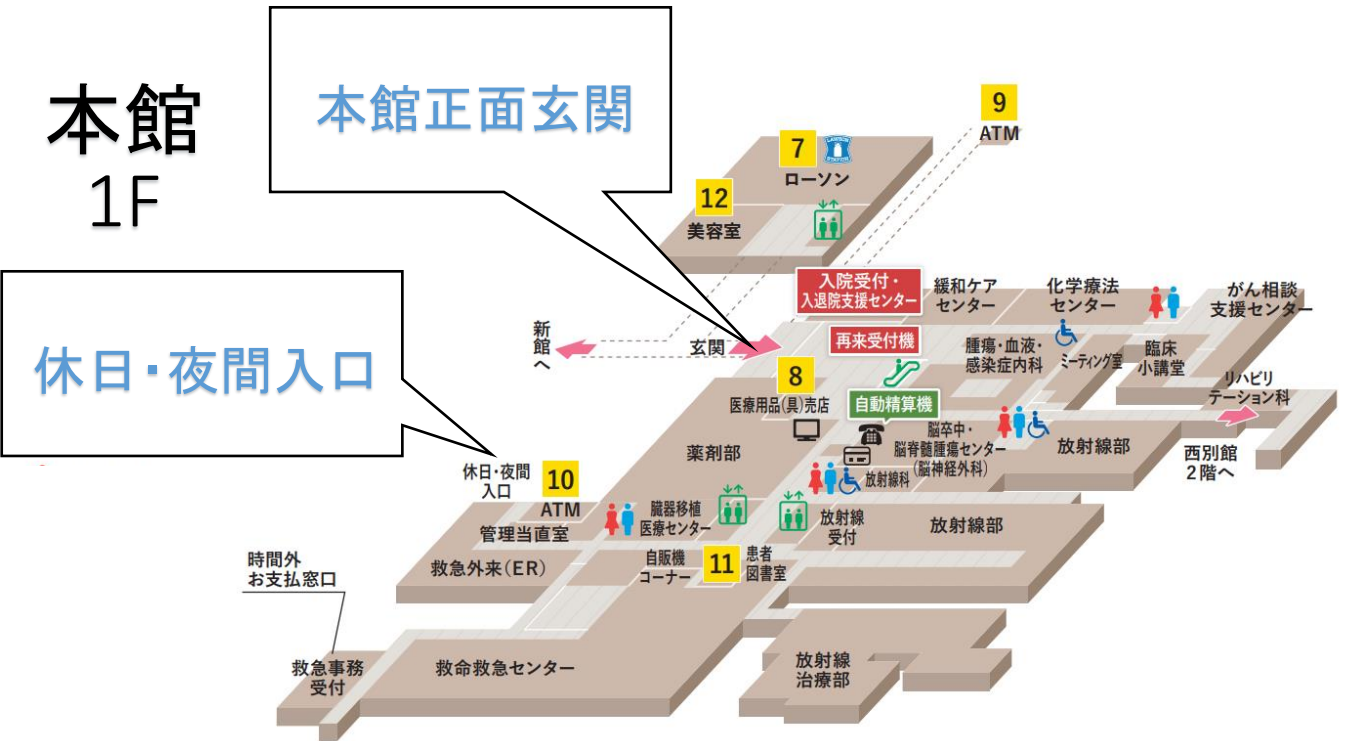 本館
1F
本館正面玄関
休日・夜間入口
9
ATM
7
ローソン
12
美容室
入院受付・
入退院支援センター
緩和ケア
センター
化学療法
センター
がん相談
支援センター
新館へ
玄関
再来受付機
腫瘍・血液・
感染症内科
ミーティング室
臨床
小講堂
リハビリ
テーション科
8
医療用品(具)売店
自動精算機
脳卒中・
脳脊髄腫瘍センター
(脳神経外科)
放射線部
西別館
2階へ
薬剤部
放射線科
休日・夜間
入口
10
ATM
管理当直室
臓器移植
医療センター
放射線
受付
放射線部
救急外来(ER)
自販機
コーナー
11
患者
図書室
時間外
お支払窓口
救急事務
受付
救命救急センター
放射線
治療部